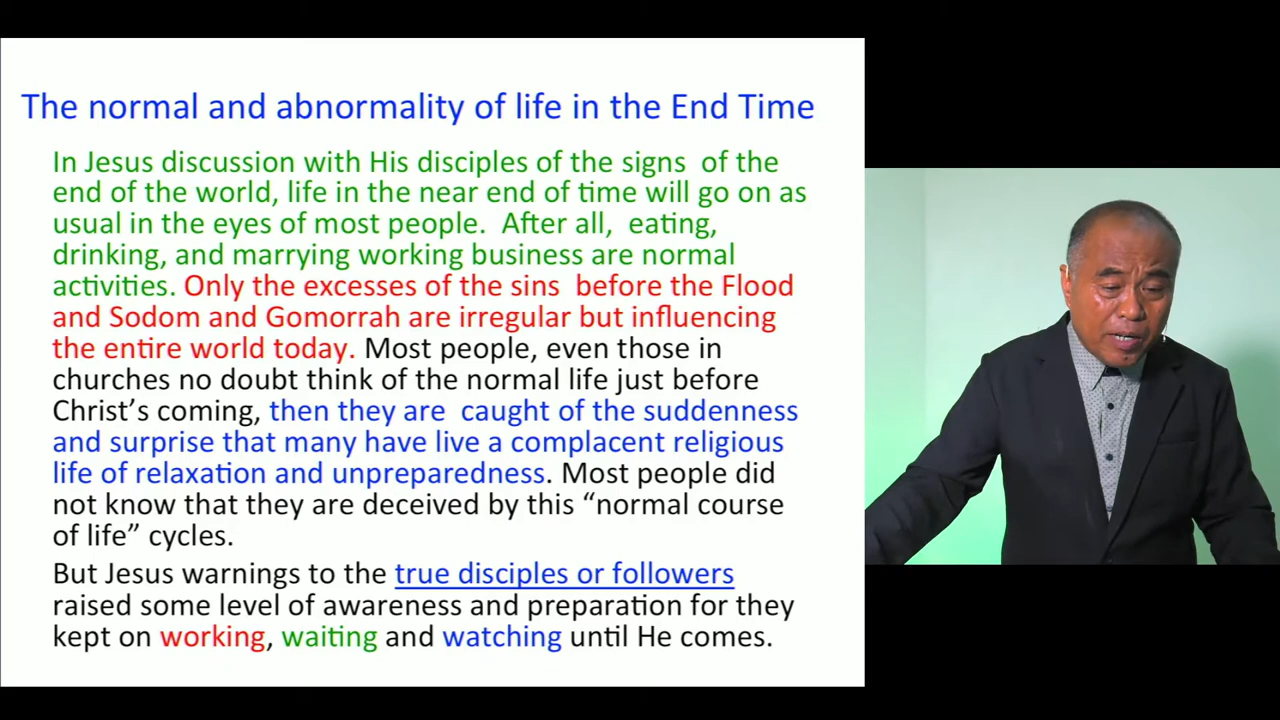 The normal and abnormality of life in the End Time
In Jesus discussion with His disciples of the signs of the
end of the world, life in the near end of time will go on as
usual in the eyes of most people. After all, eating,
drinking, and marrying working business are normal
activities. Only the excesses of the sins before the Flood
and Sodom and Gomorrah are irregular but influencing
the entire world today. Most people, even those in
churches no doubt think of the normal life just before
Christ’s coming, then they are caught of the suddenness
and surprise that many have live a complacent religious
life of relaxation and unpreparedness. Most people did
not know that they are deceived by this “normal course
of life” cycles.
But Jesus warnings to the true disciples or followers
raised some level of awareness and preparation for they
kept on working, waiting and watching until He comes.